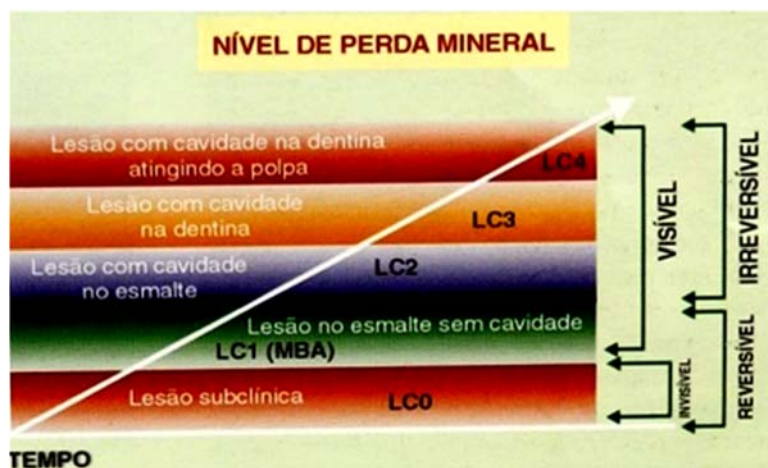 NÍVEL DE PERDA MINERAL
Lesão com cavidade na dentina
atingindo a polpa
LC4
Lesão com cavidade
na dentina
LC3
Lesão com cavidade
no esmalte
LC2
Lesão no esmalte sem cavidade
LC1 (MBA)
Lesão subclínica
LC0
VISÍVEL
INVISÍVEL
IRREVERSÍVEL
REVERSÍVEL
TEMPO